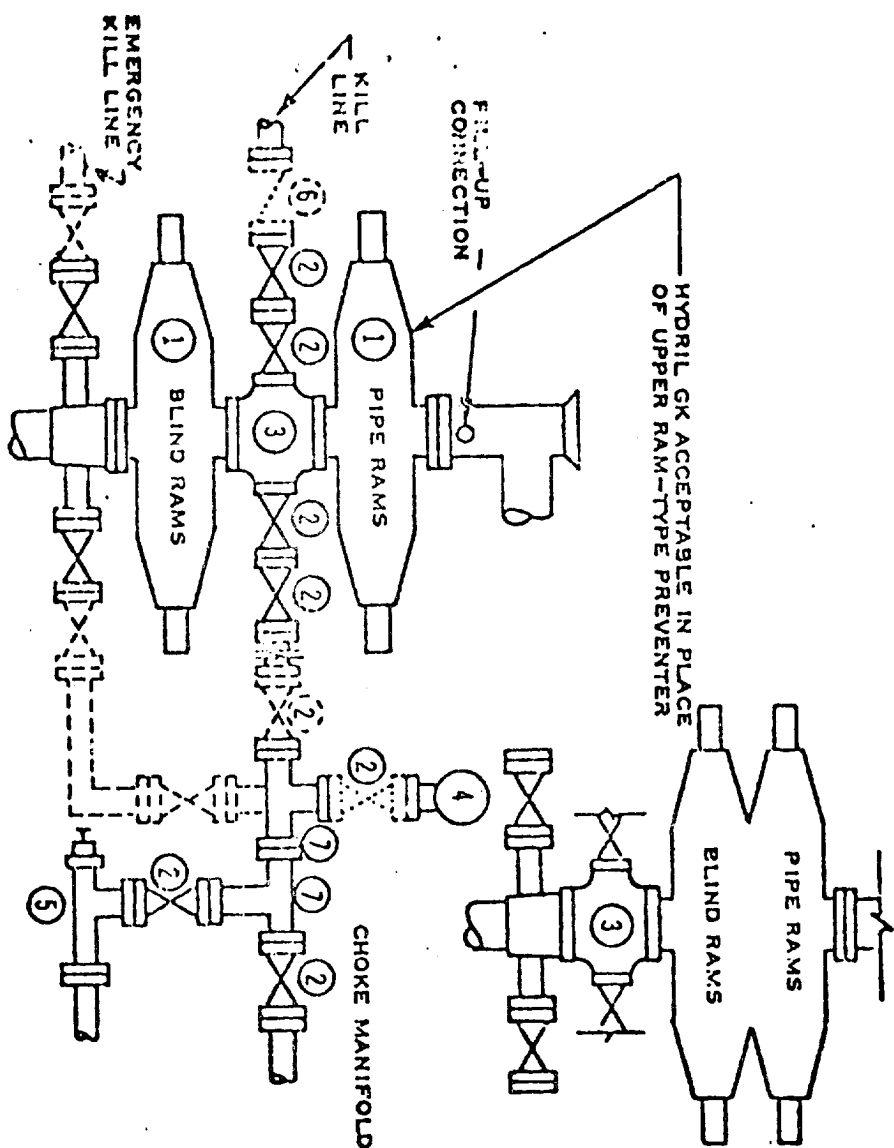 HYDRIL GK ACCEPTABLE IN PLACE
OF UPPER RAM-TYPE PREVENTER
FILL-UP
CONNECTION
KILL
LINE
EMERGENCY
KILL LINE
1
PIPE RAMS
6
2
2
3
2
2
2
1
BLIND RAMS
2
4
7
7
2
2
5
CHOKE MANIFOLD
PIPE RAMS
BLIND RAMS
3